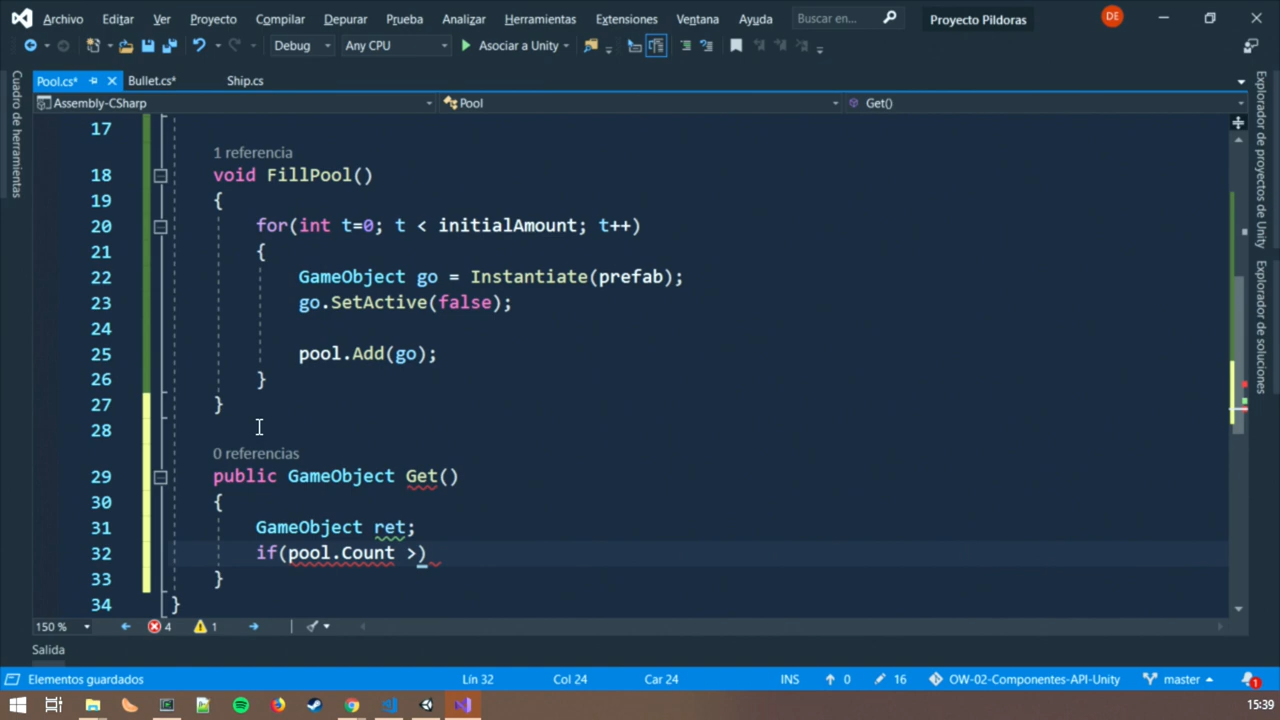 Archivo Editar Ver Proyecto Compilar Depurar Prueba Analizar Herramientas Extensiones Ventana Ayuda Buscar en... Proyecto Pildoras DE
Debug Any CPU Asociar a Unity
Pool.cs* Bullet.cs* Ship.cs
Assembly-CSharp Pool Get()
Cuadro de herramientas
Explorador de proyectos de Unity
Explorador de soluciones
17
1 referencia
18 void FillPool()
19 {
20 for(int t=0; t < initialAmount; t++)
21 {
22 GameObject go = Instantiate(prefab);
23 go.SetActive(false);
24
25 pool.Add(go);
26 }
27 }
28
0 referencias
29 public GameObject Get()
30 {
31 GameObject ret;
32 if(pool.Count >)
33 }
34 }
150 % 4 1
Salida
Elementos guardados Lín 32 Col 24 Car 24 INS 0 16 OW-02-Componentes-API-Unity master 1
15:39